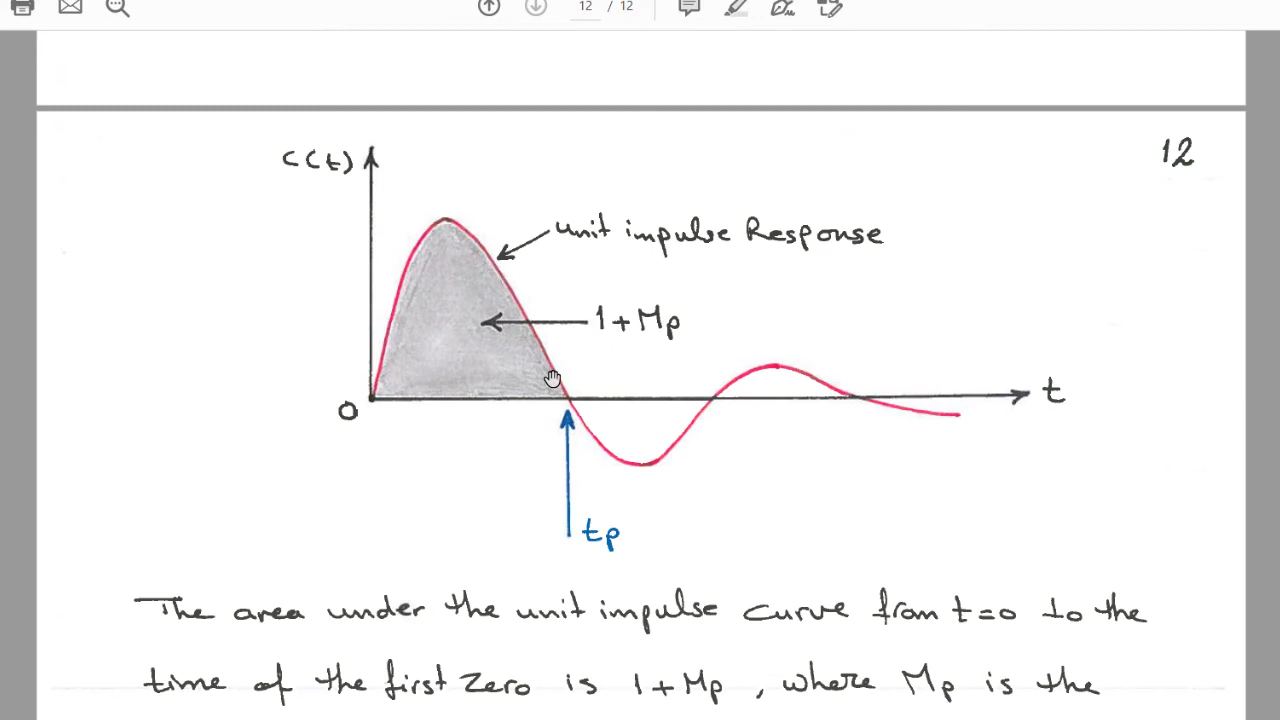 12 / 12
12
C(t)
unit impulse Response
1+Mp
t
0
tp
The area under the unit impulse curve from t=0 to the
time of the first zero is 1+Mp, where Mp is the